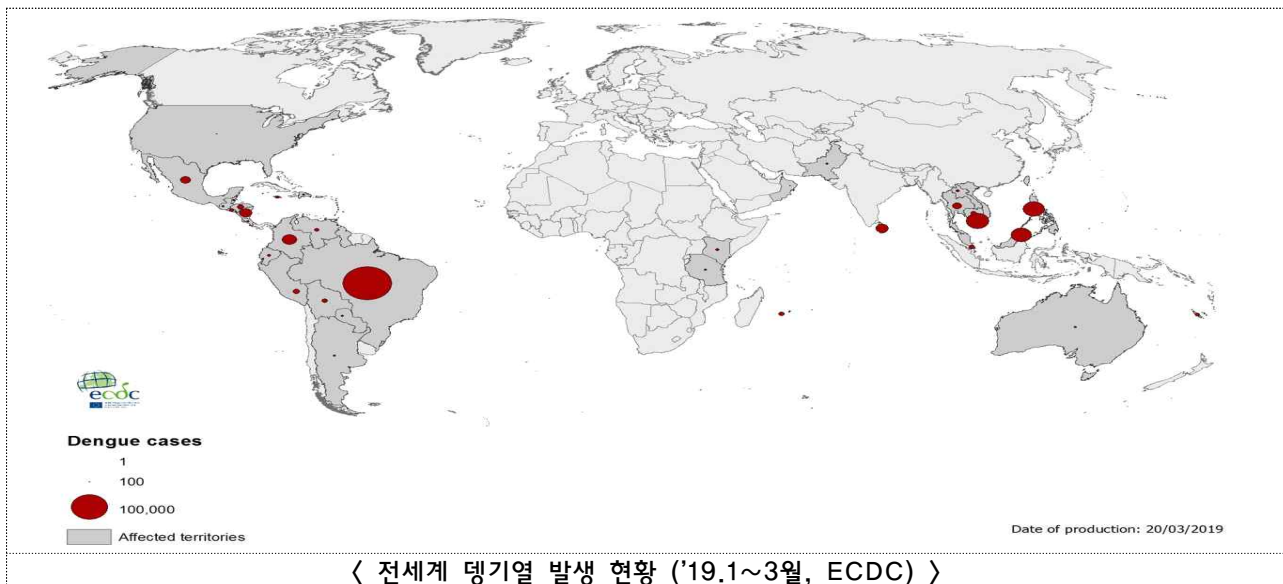 ecdc
Dengue cases
1
100
100,000
Affected territories
Date of production: 20/03/2019
〈 전세계 뎅기열 발생 현황 ('19.1~3월, ECDC) 〉